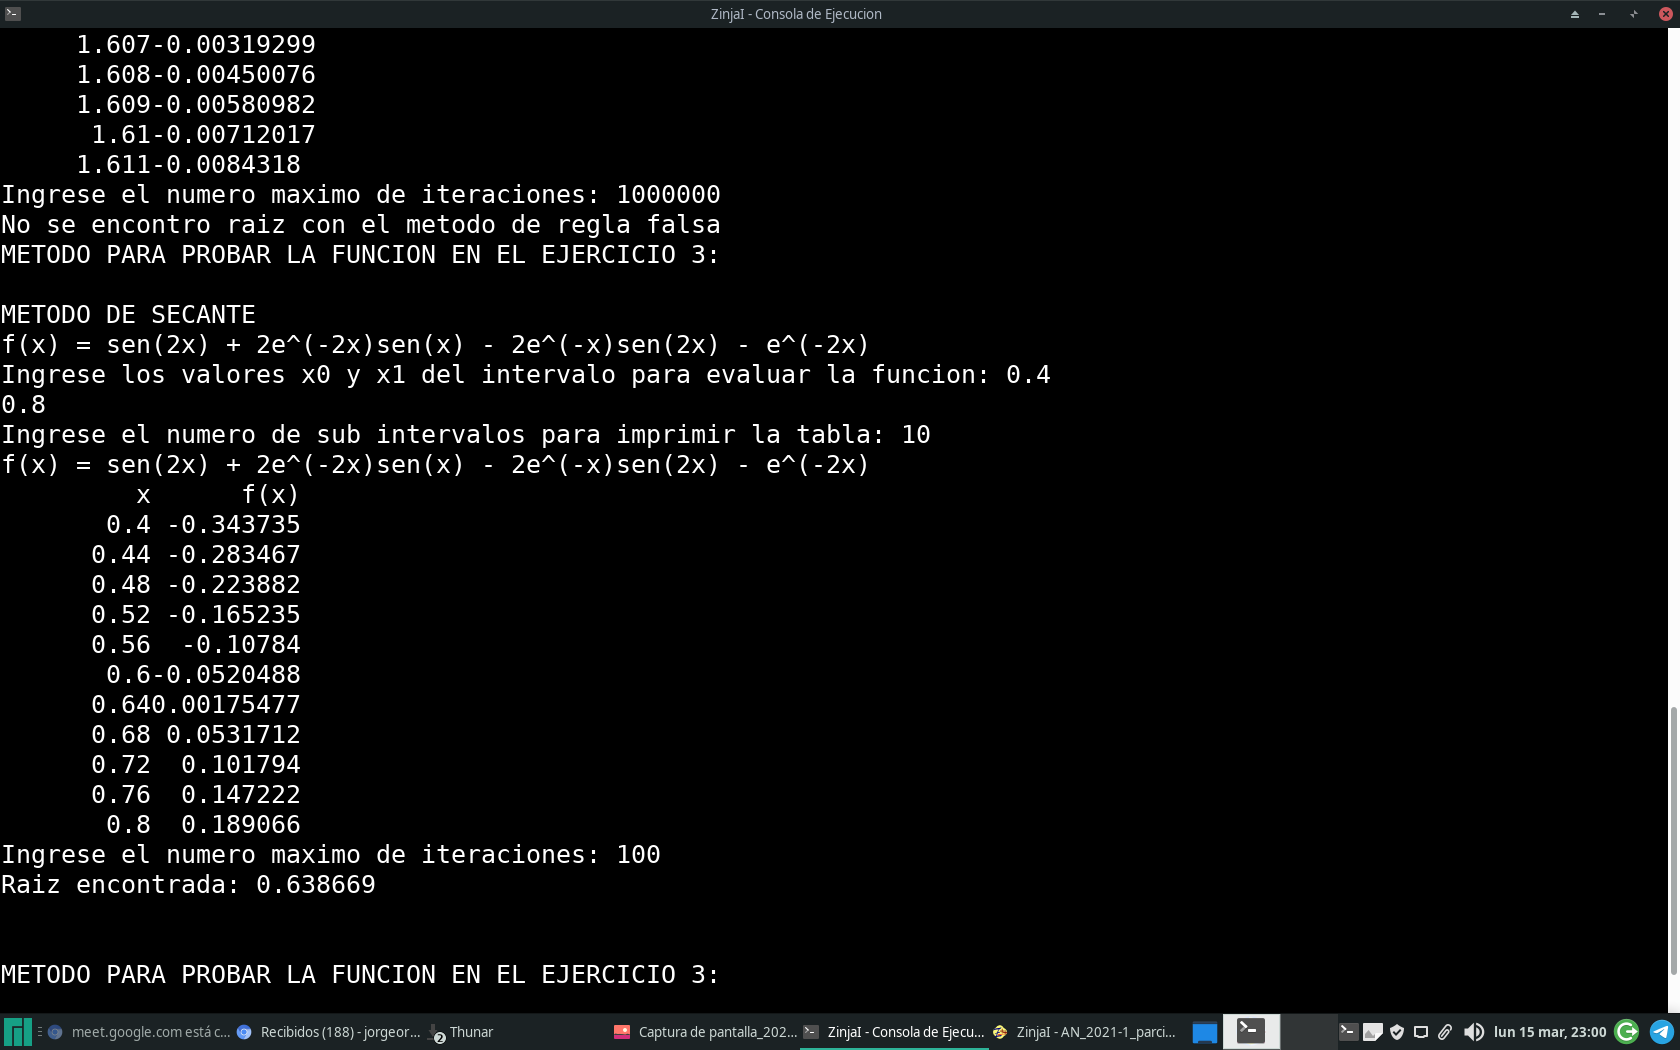 ZinjaI - Consola de Ejecucion
1.607-0.00319299
1.608-0.00450076
1.609-0.00580982
1.61-0.00712017
1.611-0.0084318
Ingrese el numero maximo de iteraciones: 1000000
No se encontro raiz con el metodo de regla falsa
METODO PARA PROBAR LA FUNCION EN EL EJERCICIO 3:
METODO DE SECANTE
f(x) = sen(2x) + 2e^(-2x)sen(x) - 2e^(-x)sen(2x) - e^(-2x)
Ingrese los valores x0 y x1 del intervalo para evaluar la funcion: 0.4
0.8
Ingrese el numero de sub intervalos para imprimir la tabla: 10
f(x) = sen(2x) + 2e^(-2x)sen(x) - 2e^(-x)sen(2x) - e^(-2x)
x f(x)
0.4 -0.343735
0.44 -0.283467
0.48 -0.223882
0.52 -0.165235
0.56 -0.10784
0.6-0.0520488
0.640.00175477
0.68 0.0531712
0.72 0.101794
0.76 0.147222
0.8 0.189066
Ingrese el numero maximo de iteraciones: 100
Raiz encontrada: 0.638669
METODO PARA PROBAR LA FUNCION EN EL EJERCICIO 3:
meet.google.com está c... Recibidos (188) - jorgeor... 2 Thunar Captura de pantalla_202... ZinjaI - Consola de Ejecu... ZinjaI - AN_2021-1_parci... lun 15 mar, 23:00